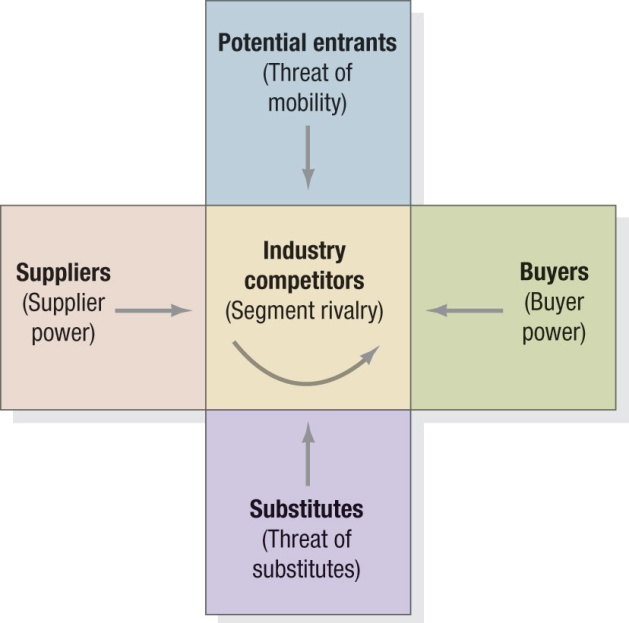 Potential entrants
(Threat of
mobility)
Suppliers
(Supplier
power)
Industry
competitors
(Segment rivalry)
Buyers
(Buyer
power)
Substitutes
(Threat of
substitutes)